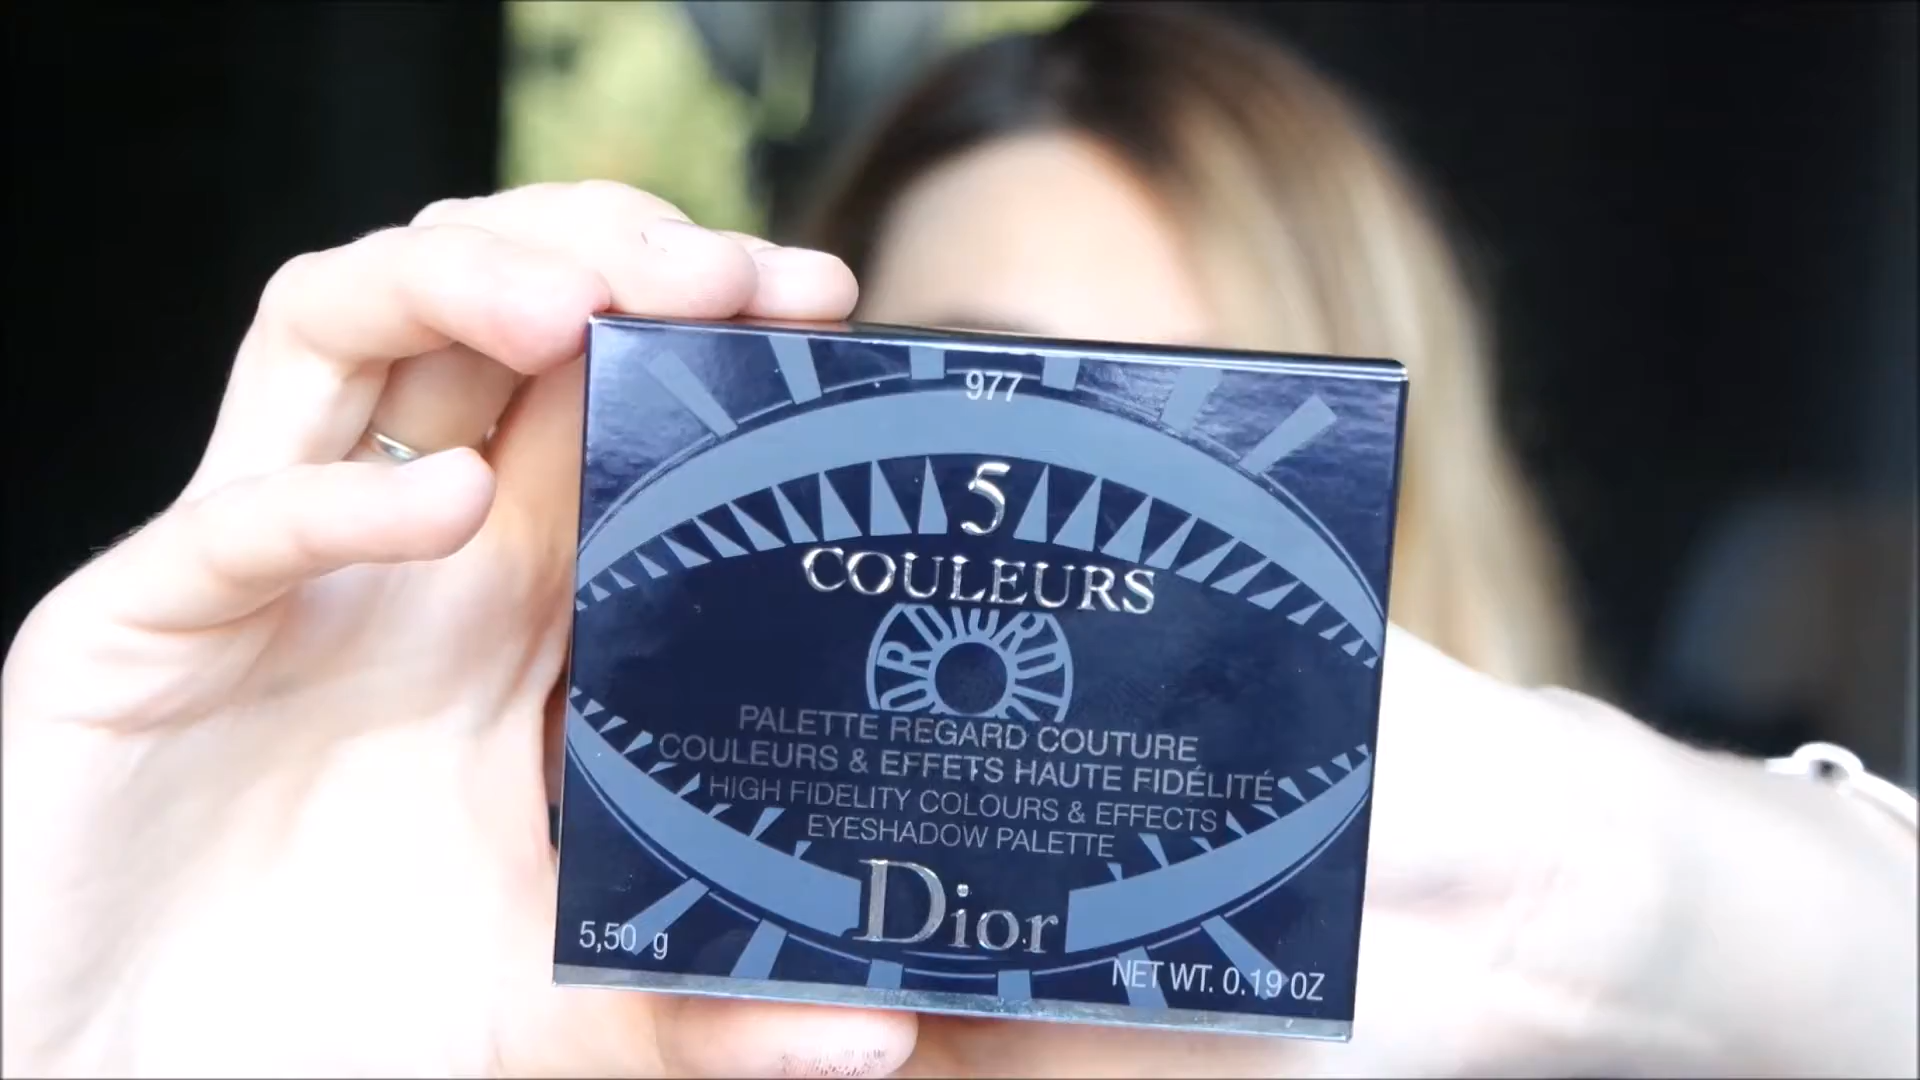 977
5
COULEURS
PALETTE REGARD COUTURE
COULEURS & EFFETS HAUTE FIDÉLITÉ
HIGH FIDELITY COLOURS & EFFECTS
EYESHADOW PALETTE
Dior
5,50 g
NET WT. 0.19 OZ